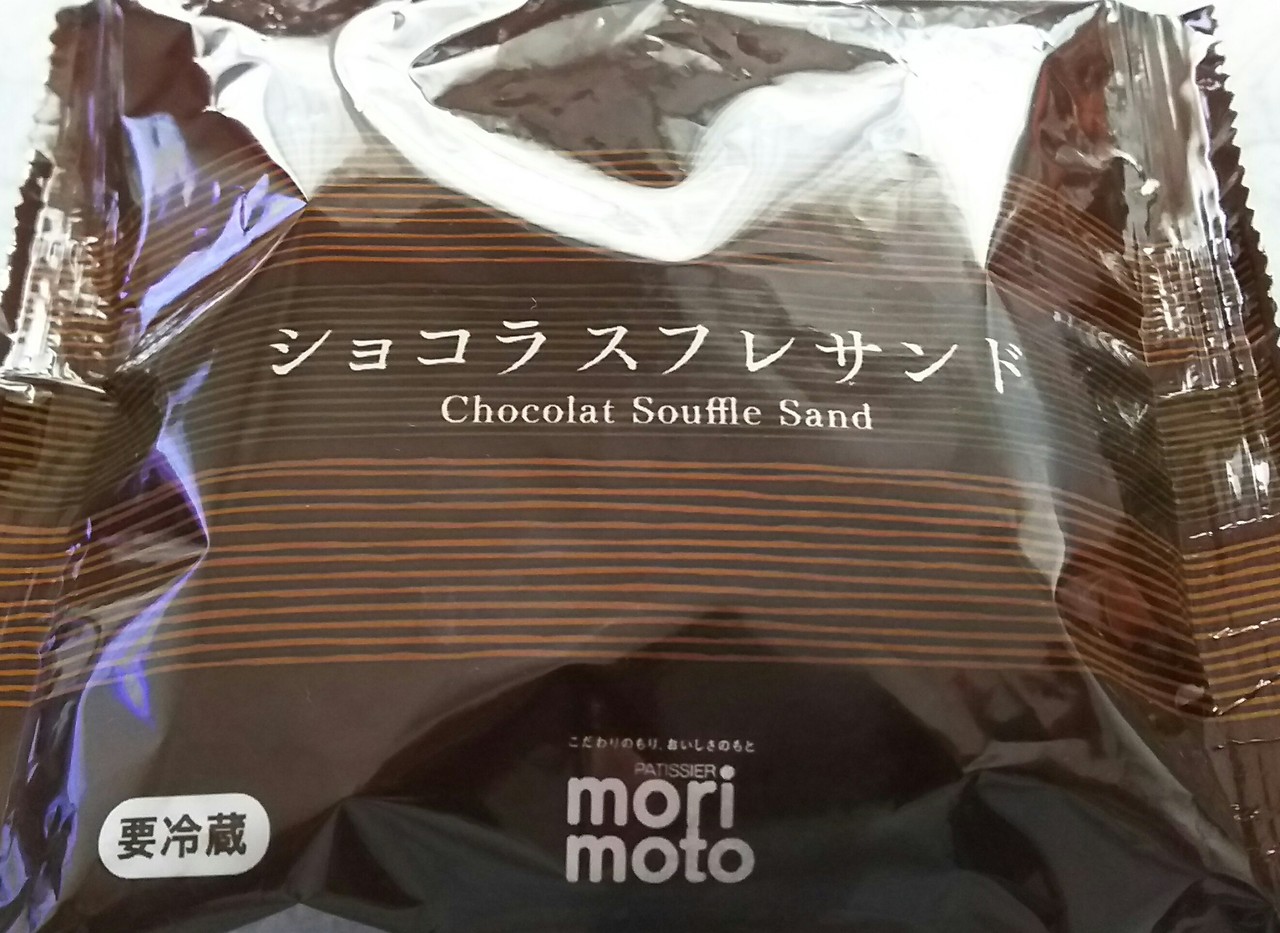 ショコラスフレサンド
Chocolat Souffle Sand
こだわりのもり、おいしさのもと
PATISSIER
mori
moto
要冷蔵